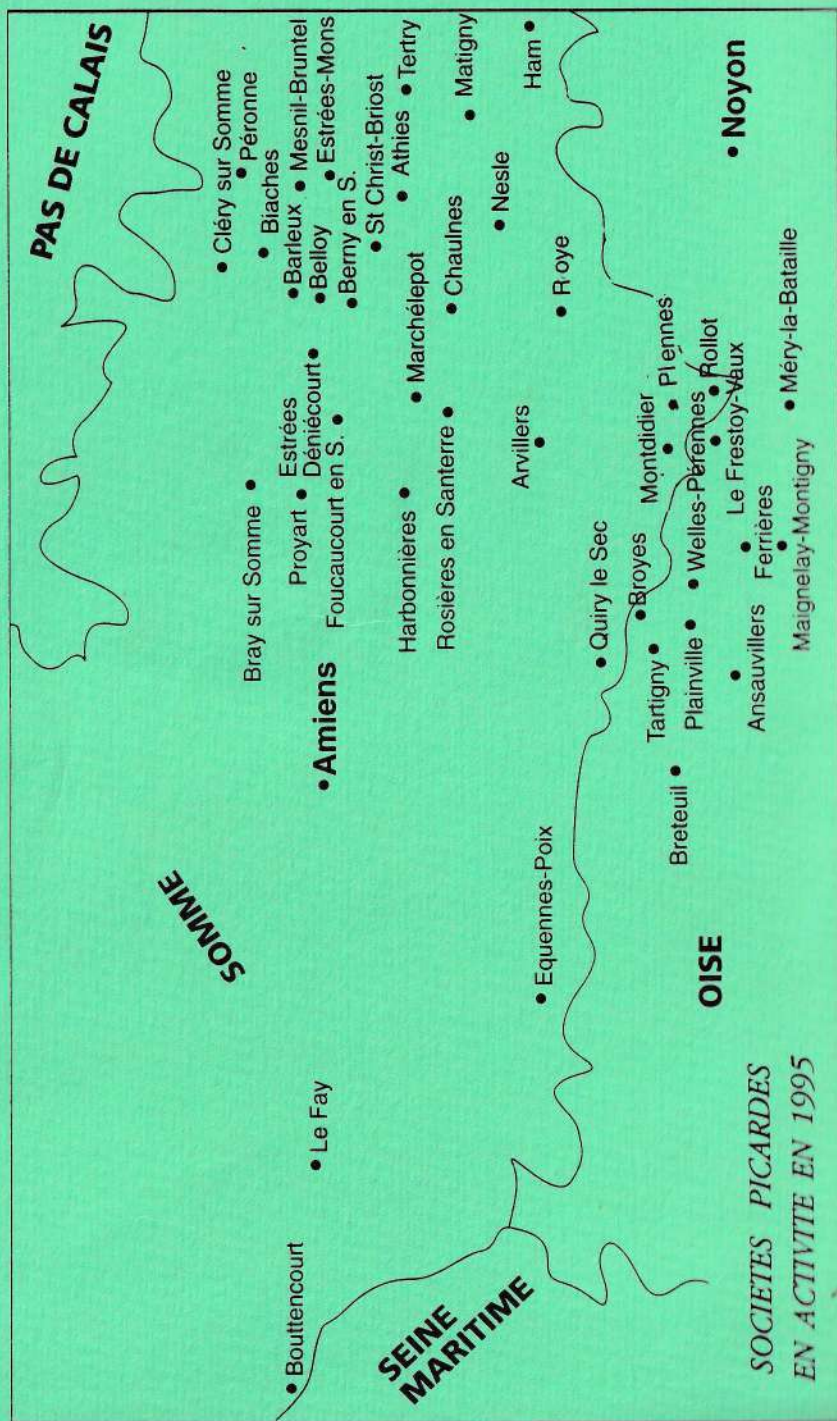 PAS DE CALAIS
Cléry sur Somme
Péronne
Biaches
Mesnil-Bruntel
Barleux
Belloy
Estrées-Mons
Berny en S.
St Christ-Briost
Athies
Tertry
Matigny
Ham
Noyon
Nesle
Chaulnes
Marchélepot
Roye
Bray sur Somme
Proyart
Estrées
Déniécourt
Foucaucourt en S.
Harbonnières
Rosières en Santerre
Arvillers
Montdidier
Piennes
Rollot
Welles-Pérennes
Le Frestoy-Vaux
Ferrières
Méry-la-Bataille
Maignelay-Montigny
Quiry le Sec
Broyes
Tartigny
Plainville
Ansauvillers
Breteuil
Amiens
SOMME
Equennes-Poix
OISE
Le Fay
Bouttencourt
SEINE
MARITIME
SOCIETES PICARDES
EN ACTIVITE EN 1995